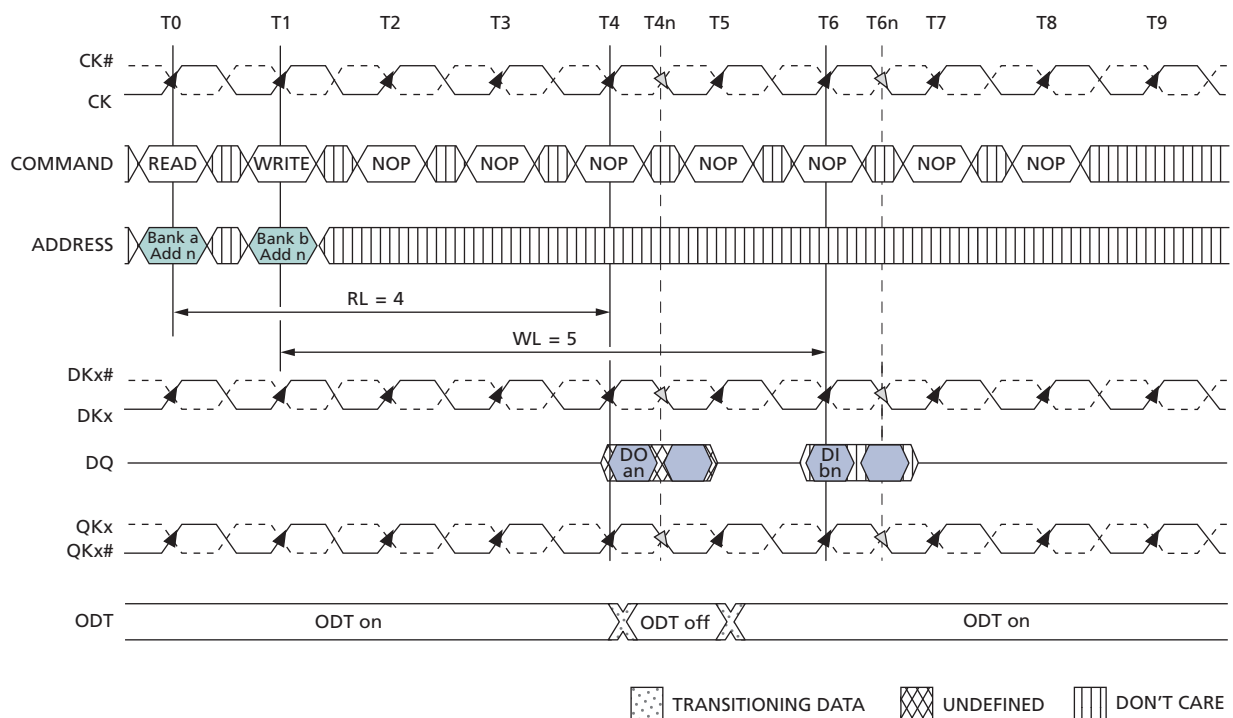 T0 T1 T2 T3 T4 T4n T5 T6 T6n T7 T8 T9
CK#
CK
COMMAND READ WRITE NOP NOP NOP NOP NOP NOP NOP
ADDRESS Bank a Add n Bank b Add n
RL = 4
WL = 5
DKx#
DKx
DQ DO an DI bn
QKx
QKx#
ODT ODT on ODT off ODT on
TRANSITIONING DATA UNDEFINED DON'T CARE